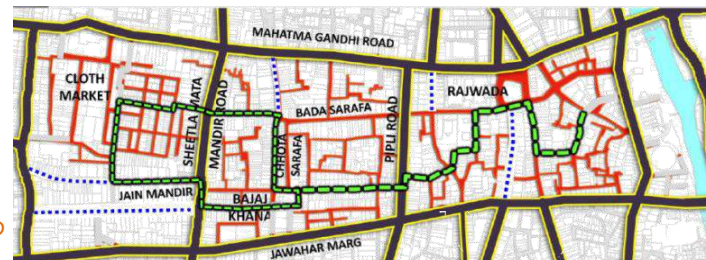 MAHATMA GANDHI ROAD
CLOTH
MARKET
SHEETLA MATA
MANDIR ROAD
BADA SARAFA
CHHOTA
SARAFA
PIPLI ROAD
RAJWADA
JAIN MANDIR
BAJAJ
KHANA
JAWAHAR MARG